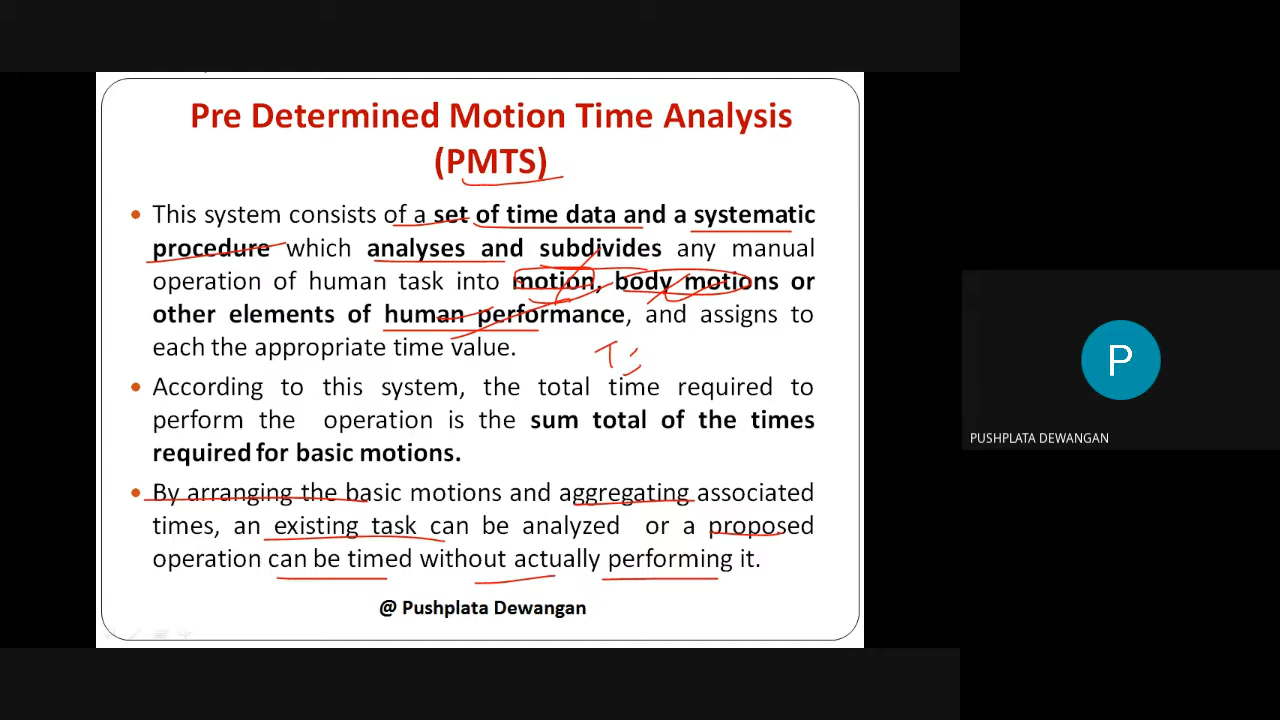 Pre Determined Motion Time Analysis
(PMTS)
• This system consists of a set of time data and a systematic
procedure which analyses and subdivides any manual
operation of human task into motion, body motions or
other elements of human performance, and assigns to
each the appropriate time value.
• According to this system, the total time required to
perform the operation is the sum total of the times
required for basic motions.
• By arranging the basic motions and aggregating associated
times, an existing task can be analyzed or a proposed
operation can be timed without actually performing it.
@ Pushplata Dewangan
P
PUSHPLATA DEWANGAN